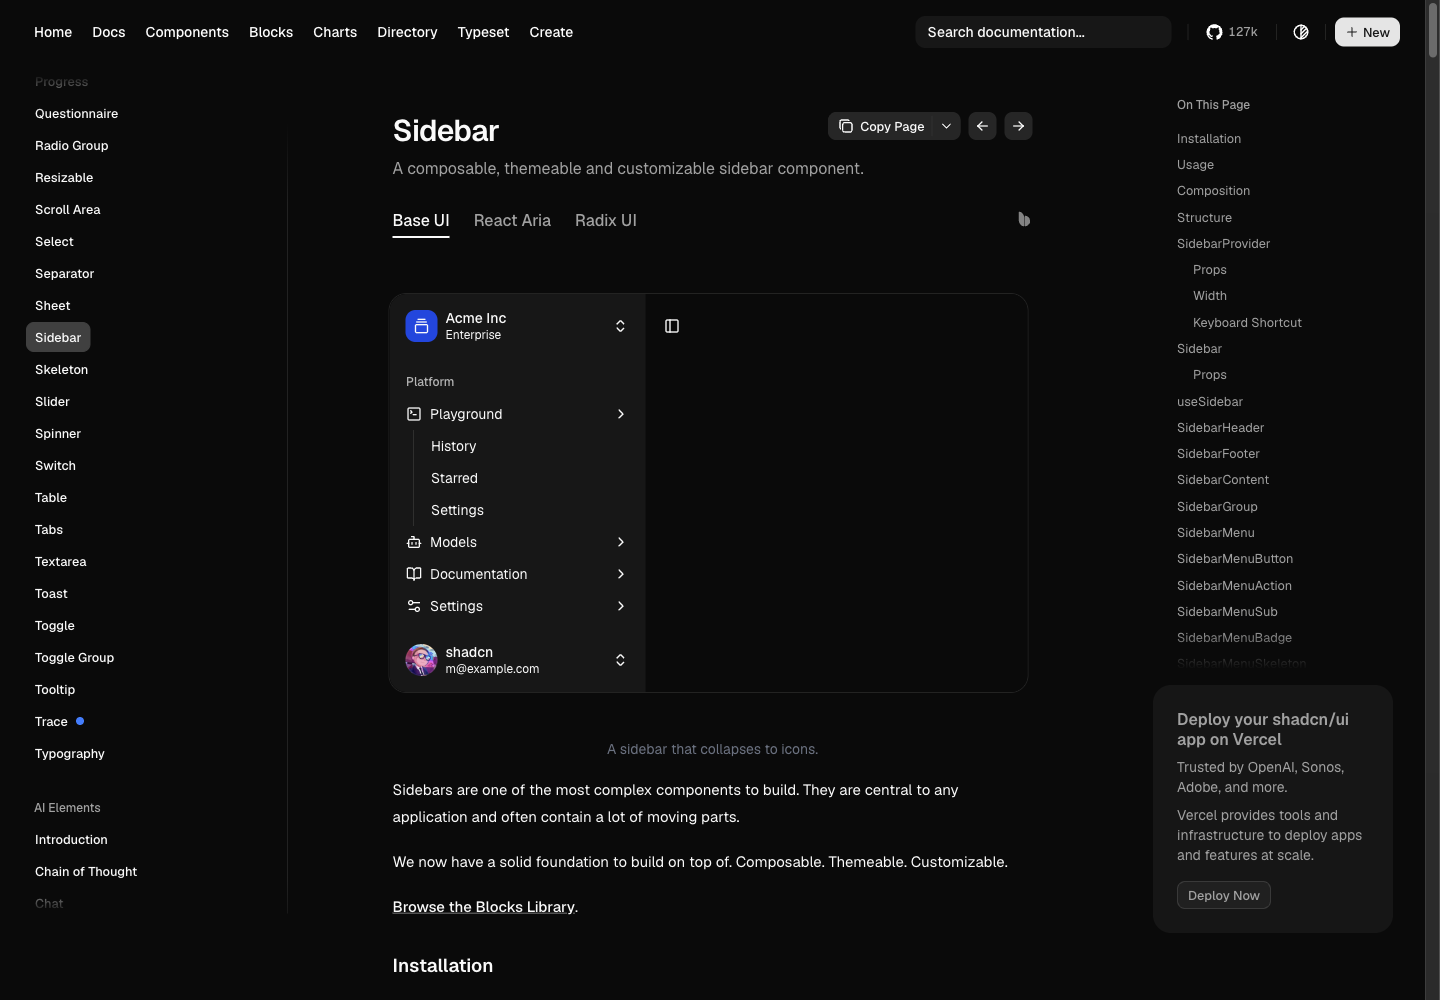 Home Docs Components Blocks Charts Directory Typeset Create
Search documentation...
127k
New
Progress
Questionnaire
Radio Group
Resizable
Scroll Area
Select
Separator
Sheet
Sidebar
Skeleton
Slider
Spinner
Switch
Table
Tabs
Textarea
Toast
Toggle
Toggle Group
Tooltip
Trace
Typography
AI Elements
Introduction
Chain of Thought
Chat
Sidebar
Copy Page
A composable, themeable and customizable sidebar component.
Base UI React Aria Radix UI
Acme Inc
Enterprise
Platform
Playground
History
Starred
Settings
Models
Documentation
Settings
shadcn
m@example.com
A sidebar that collapses to icons.
Sidebars are one of the most complex components to build. They are central to any
application and often contain a lot of moving parts.
We now have a solid foundation to build on top of. Composable. Themeable. Customizable.
Browse the Blocks Library.
Installation
On This Page
Installation
Usage
Composition
Structure
SidebarProvider
Props
Width
Keyboard Shortcut
Sidebar
Props
useSidebar
SidebarHeader
SidebarFooter
SidebarContent
SidebarGroup
SidebarMenu
SidebarMenuButton
SidebarMenuAction
SidebarMenuSub
SidebarMenuBadge
SidebarMenuSkeleton
Deploy your shadcn/ui
app on Vercel
Trusted by OpenAI, Sonos,
Adobe, and more.
Vercel provides tools and
infrastructure to deploy apps
and features at scale.
Deploy Now